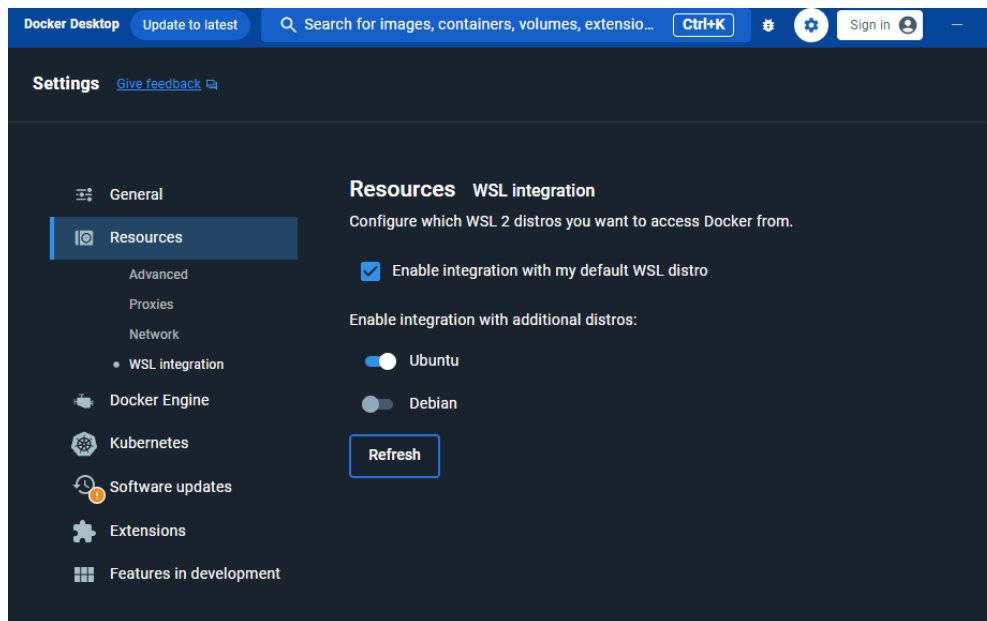 Docker Desktop Update to latest Search for images, containers, volumes, extensio... Ctrl+K Sign in
Settings Give feedback
General
Resources
Advanced
Proxies
Network
WSL integration
Docker Engine
Kubernetes
Software updates
Extensions
Features in development
Resources WSL integration
Configure which WSL 2 distros you want to access Docker from.
Enable integration with my default WSL distro
Enable integration with additional distros:
Ubuntu
Debian
Refresh